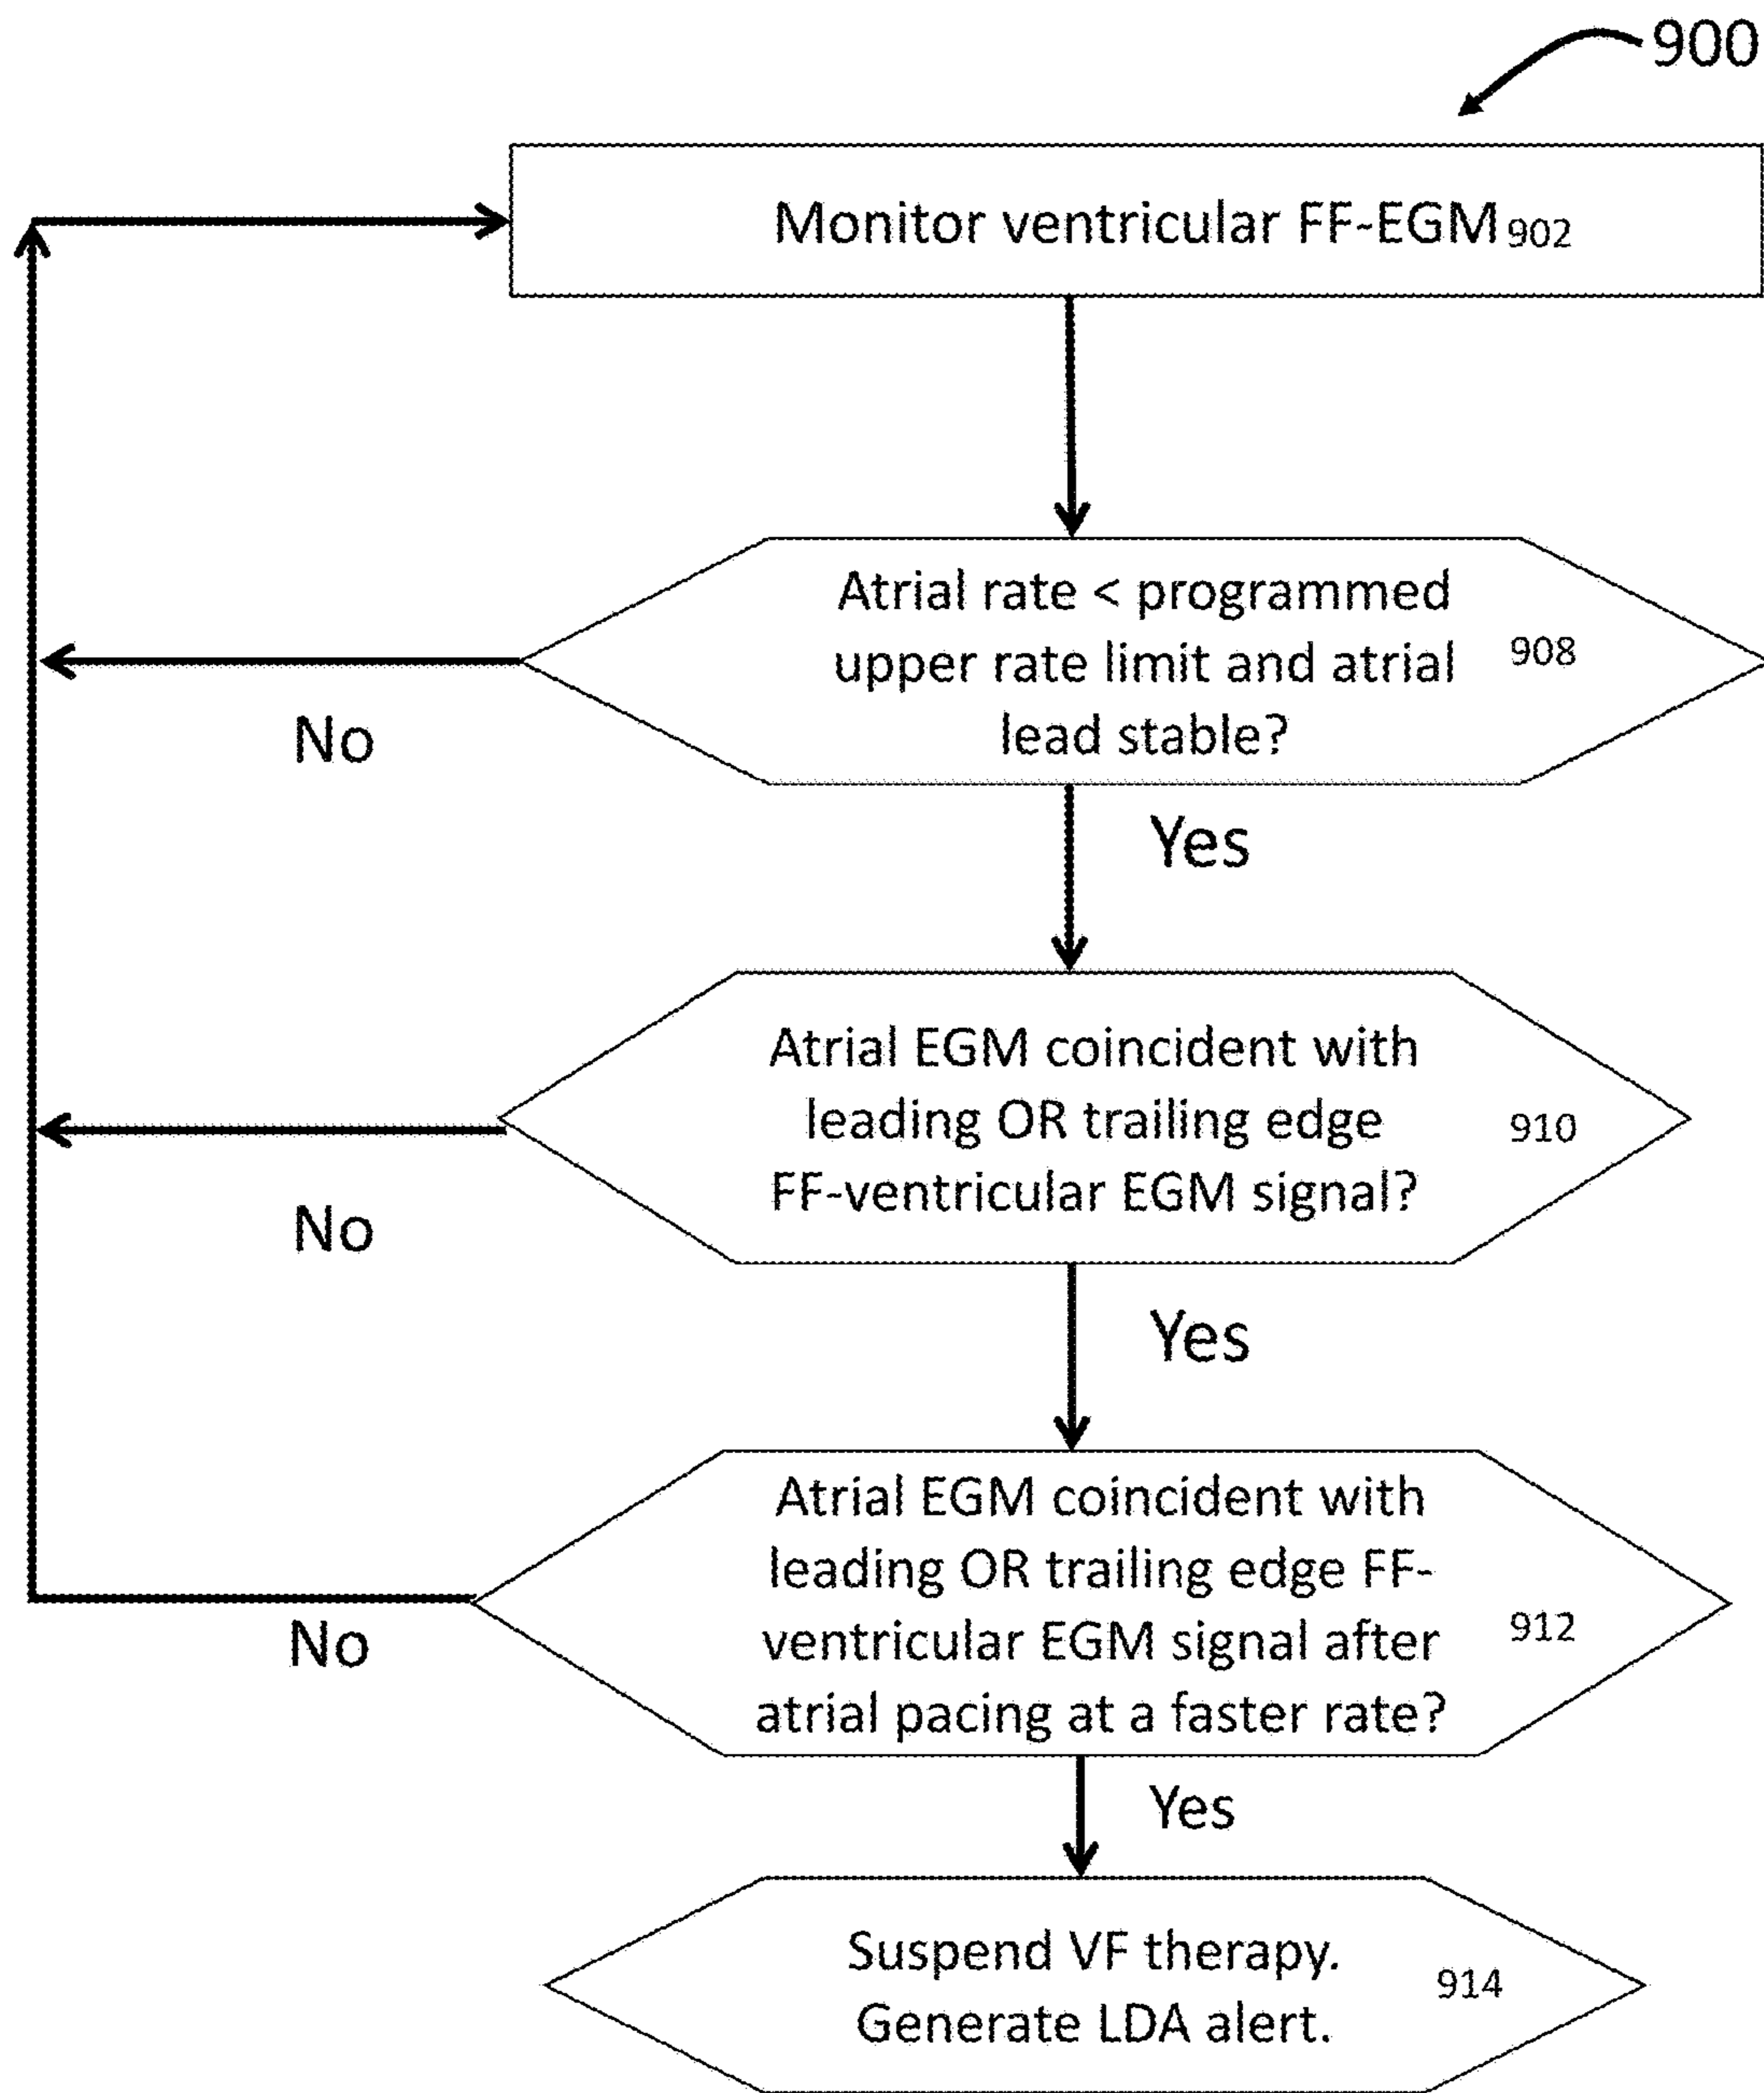 900
Monitor ventricular FF-EGM 902
Atrial rate < programmed
upper rate limit and atrial 908
lead stable?
No
Yes
Atrial EGM coincident with
leading OR trailing edge 910
FF-ventricular EGM signal?
No
Yes
Atrial EGM coincident with
leading OR trailing edge FF-
ventricular EGM signal after 912
atrial pacing at a faster rate?
No
Yes
Suspend VF therapy.
Generate LDA alert. 914